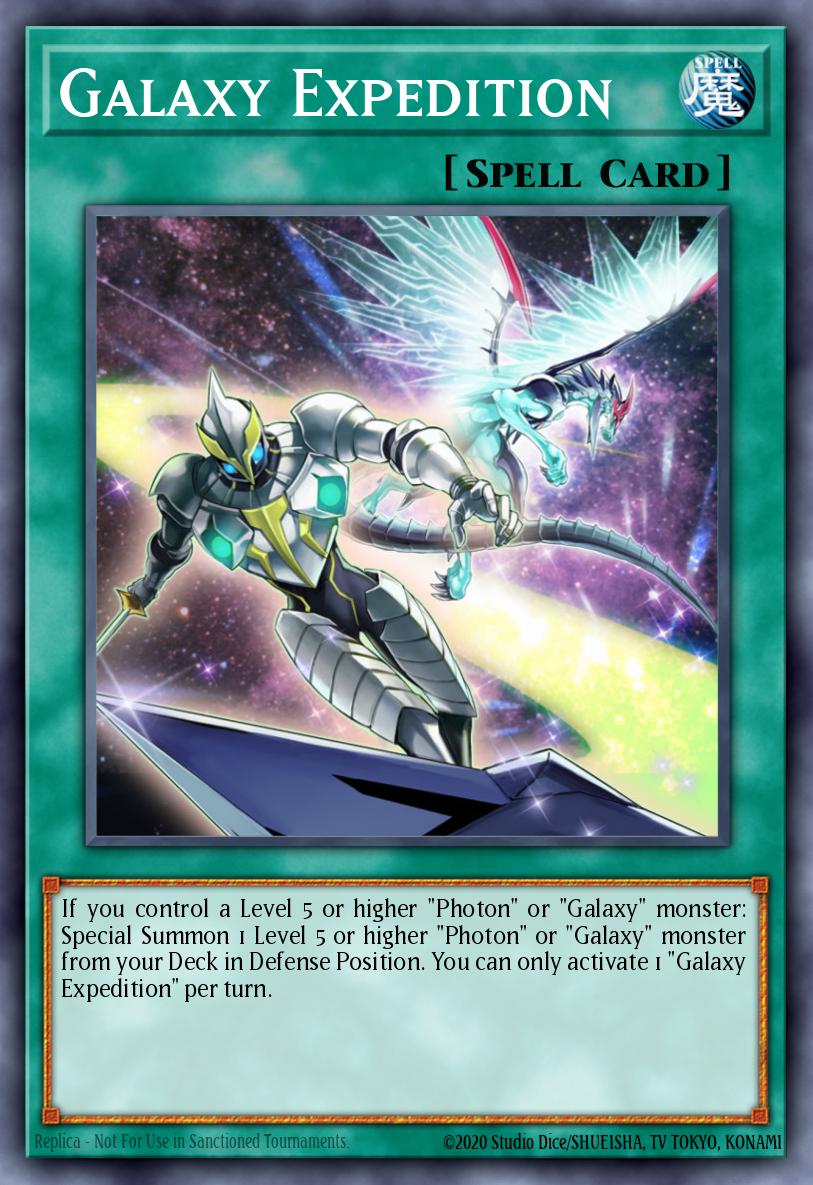 Galaxy Expedition
SPELL
魔
[Spell Card]
If you control a Level 5 or higher "Photon" or "Galaxy" monster:
Special Summon 1 Level 5 or higher "Photon" or "Galaxy" monster
from your Deck in Defense Position. You can only activate 1 "Galaxy
Expedition" per turn.
Replica - Not For Use in Sanctioned Tournaments.
©2020 Studio Dice/SHUEISHA, TV TOKYO, KONAMI